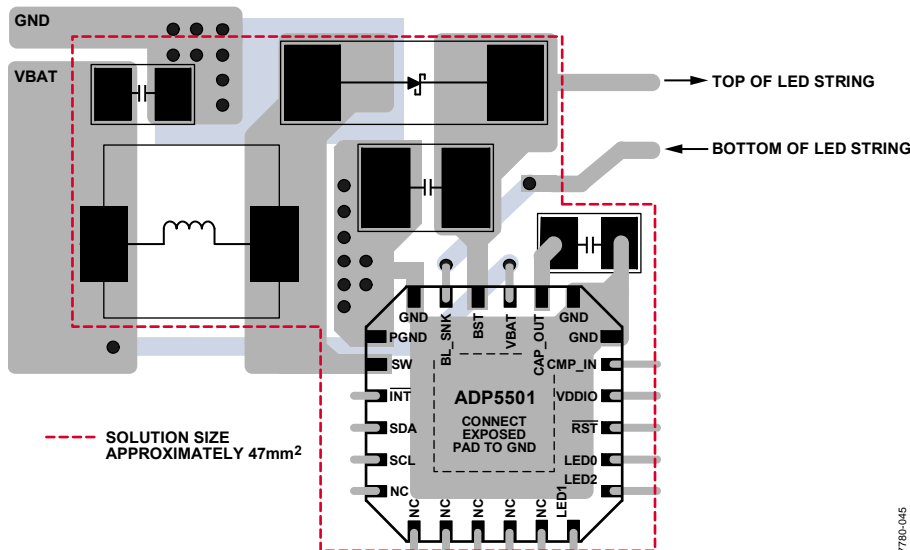 GND
VBAT
TOP OF LED STRING
BOTTOM OF LED STRING
GND
BL_SNK
BST
VBAT
CAP_OUT
GND
PGND
GND
SW
CMP_IN
INT
VDDIO
SDA
RST
SCL
LED0
NC
LED2
ADP5501
CONNECT
EXPOSED
PAD TO GND
NC
NC
NC
NC
NC
LED1
SOLUTION SIZE
APPROXIMATELY 47mm²
7780-045